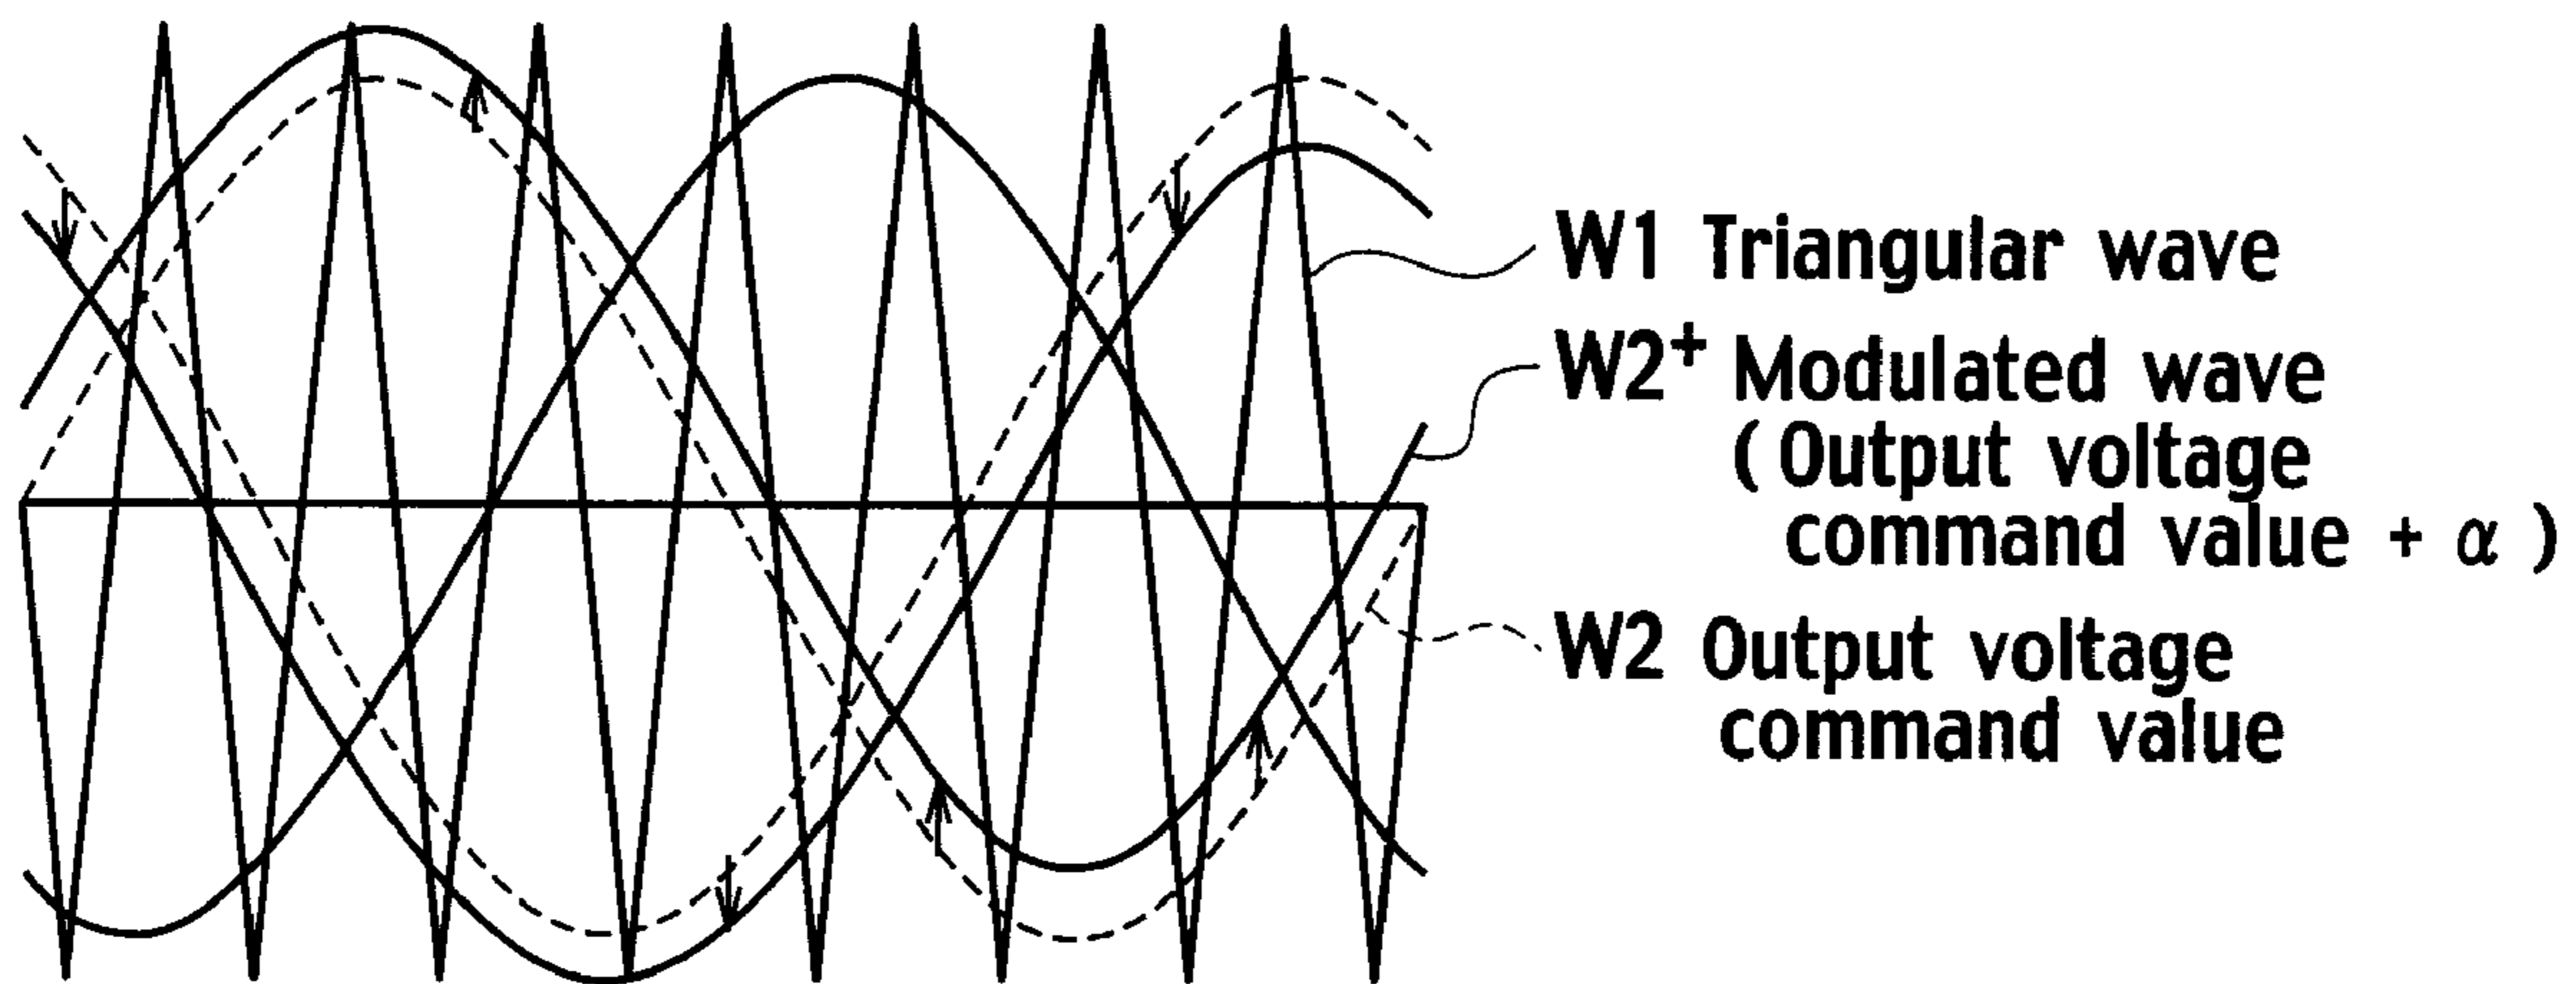 W1 Triangular wave
W2+ Modulated wave
( Output voltage
command value + α )
W2 Output voltage
command value